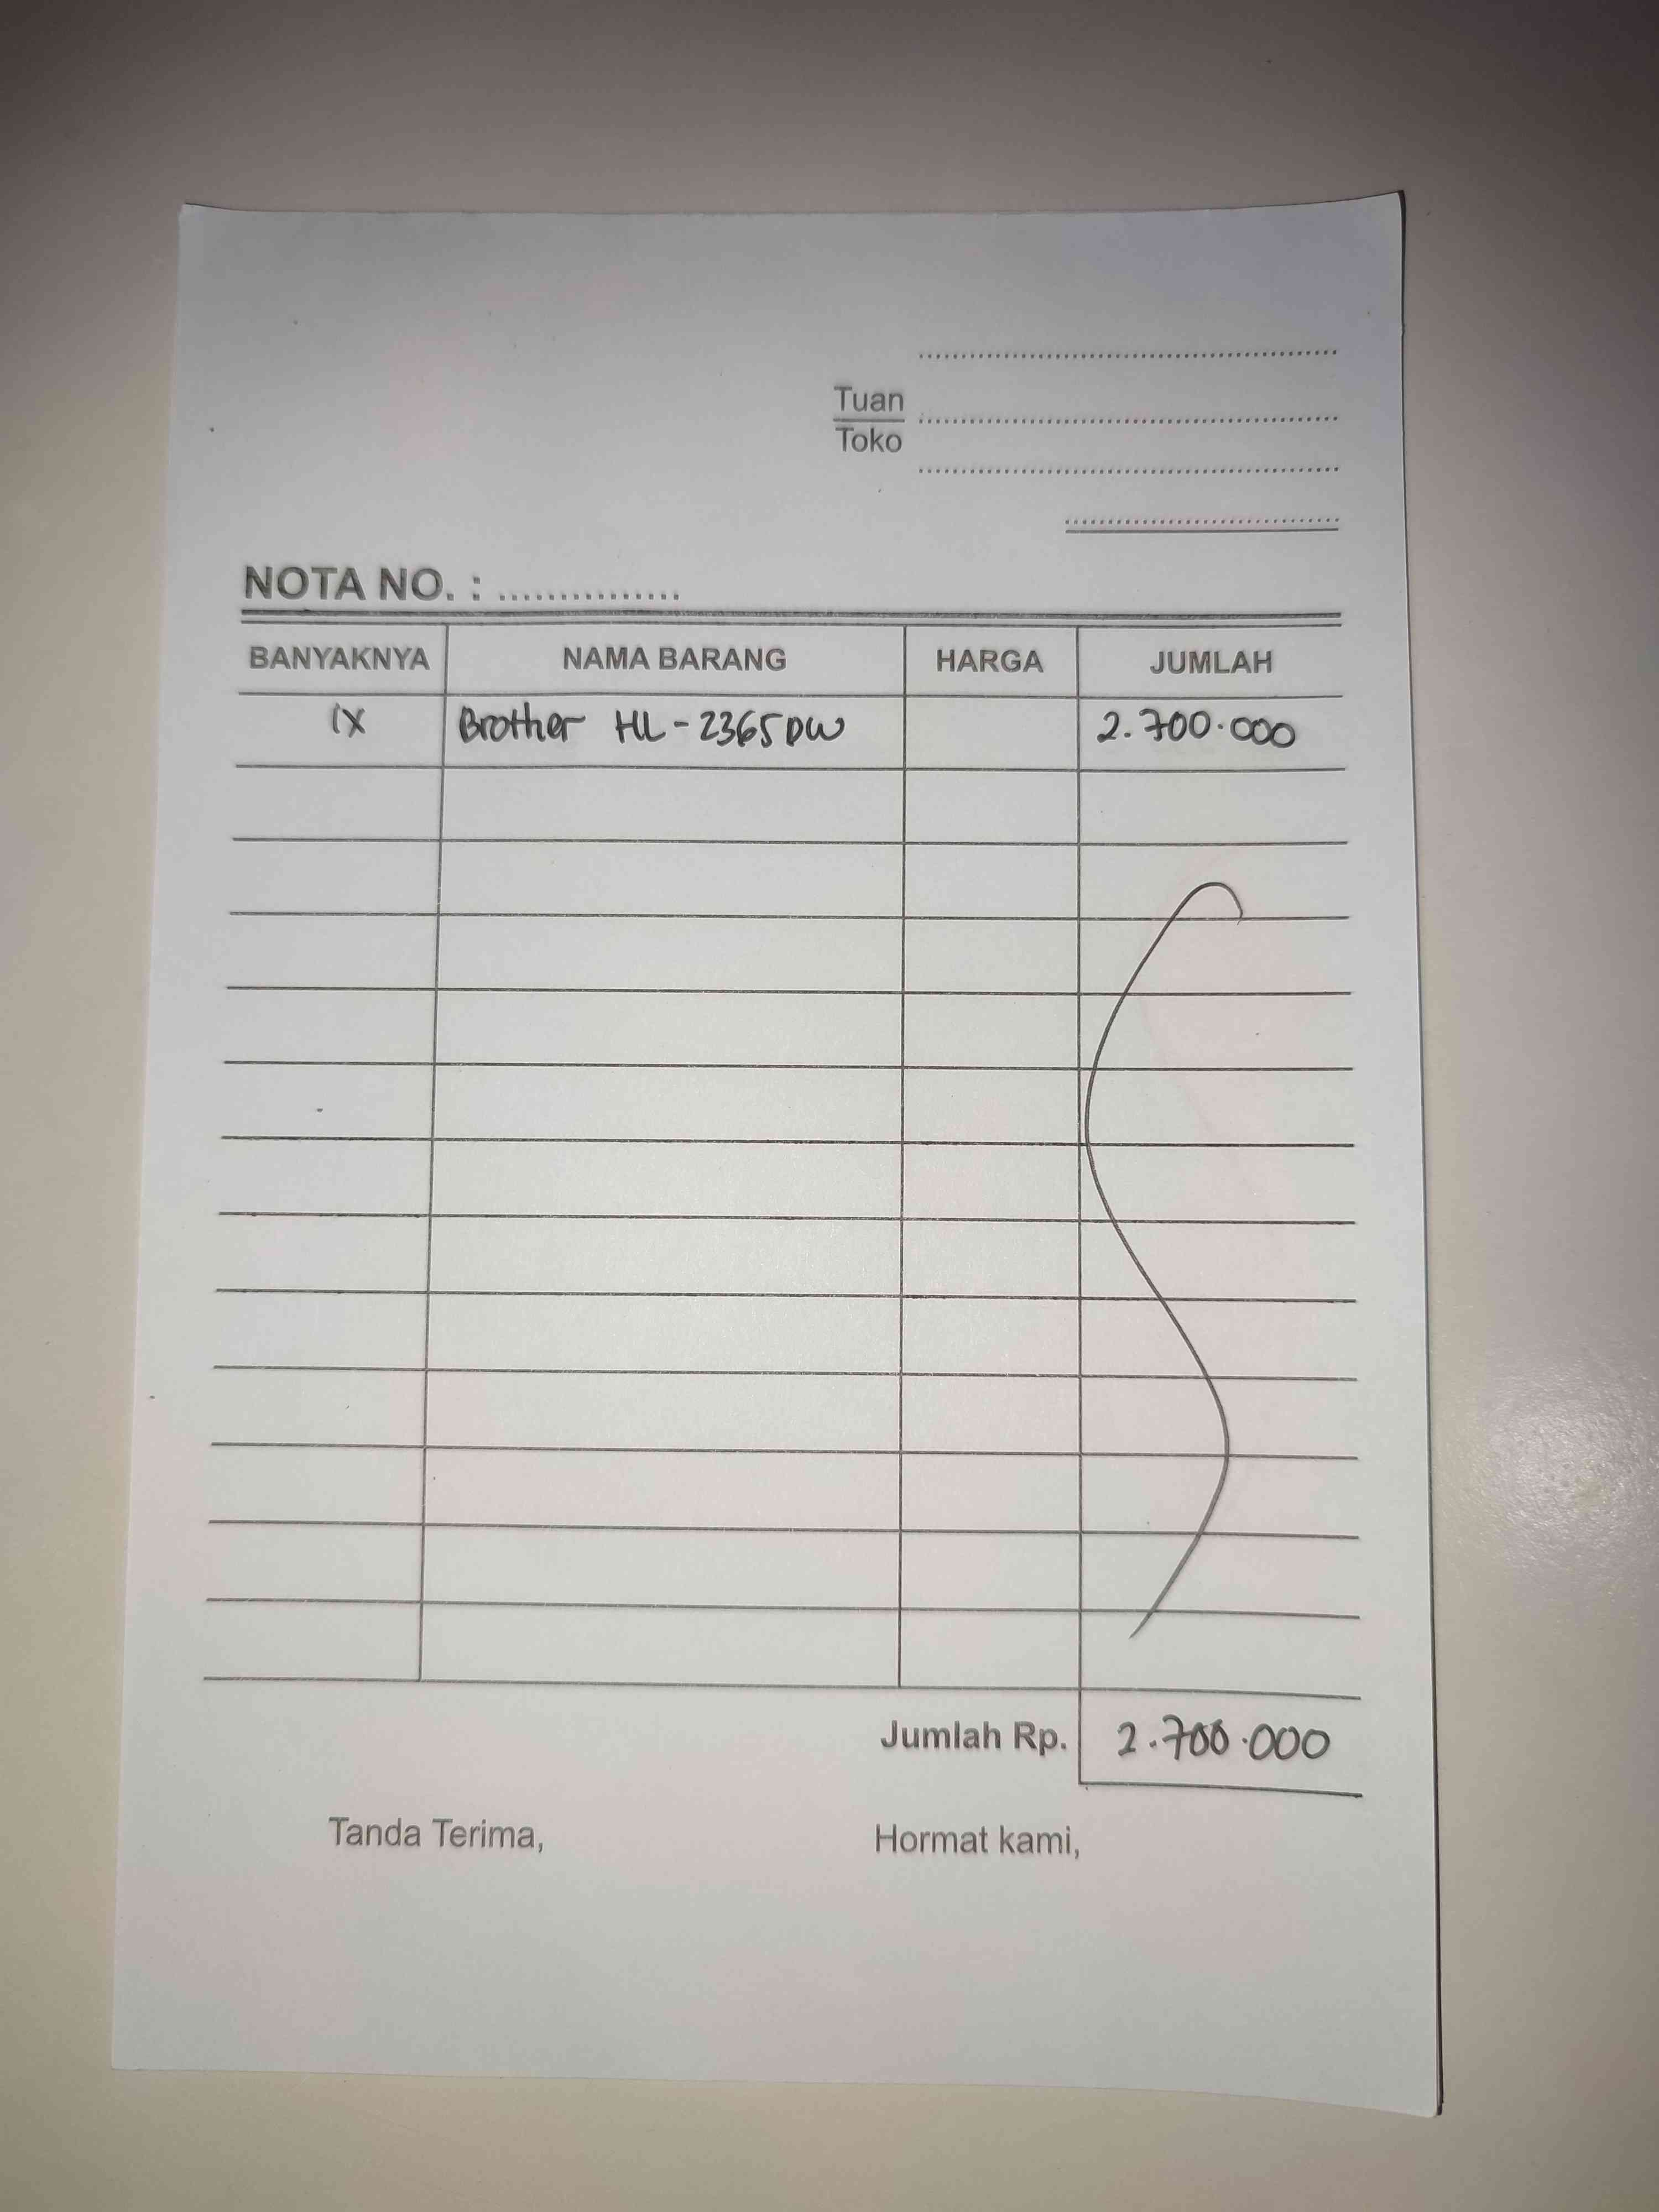 Tuan
Toko
NOTA NO. : ...............
BANYAKNYA NAMA BARANG HARGA JUMLAH
1X Brother HL-2365DW 2.700.000
Jumlah Rp. 2.700.000
Tanda Terima, Hormat kami,